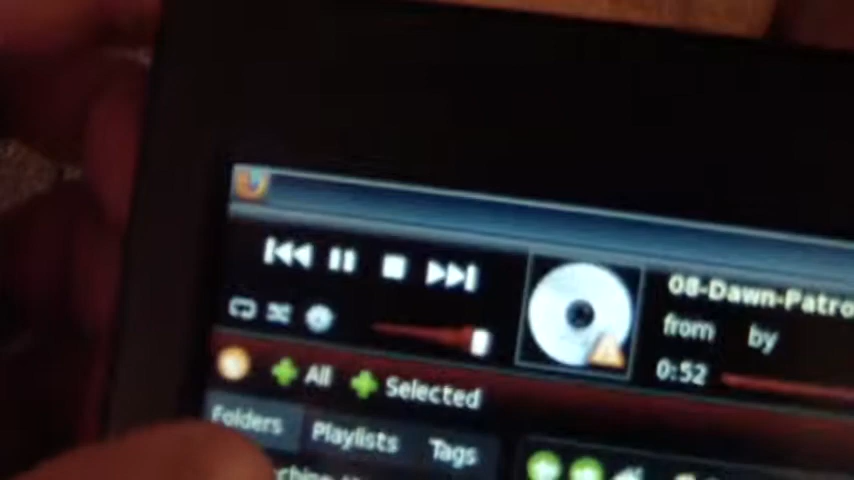 08-Dawn-Patro
from by
0:52
All Selected
Folders Playlists Tags